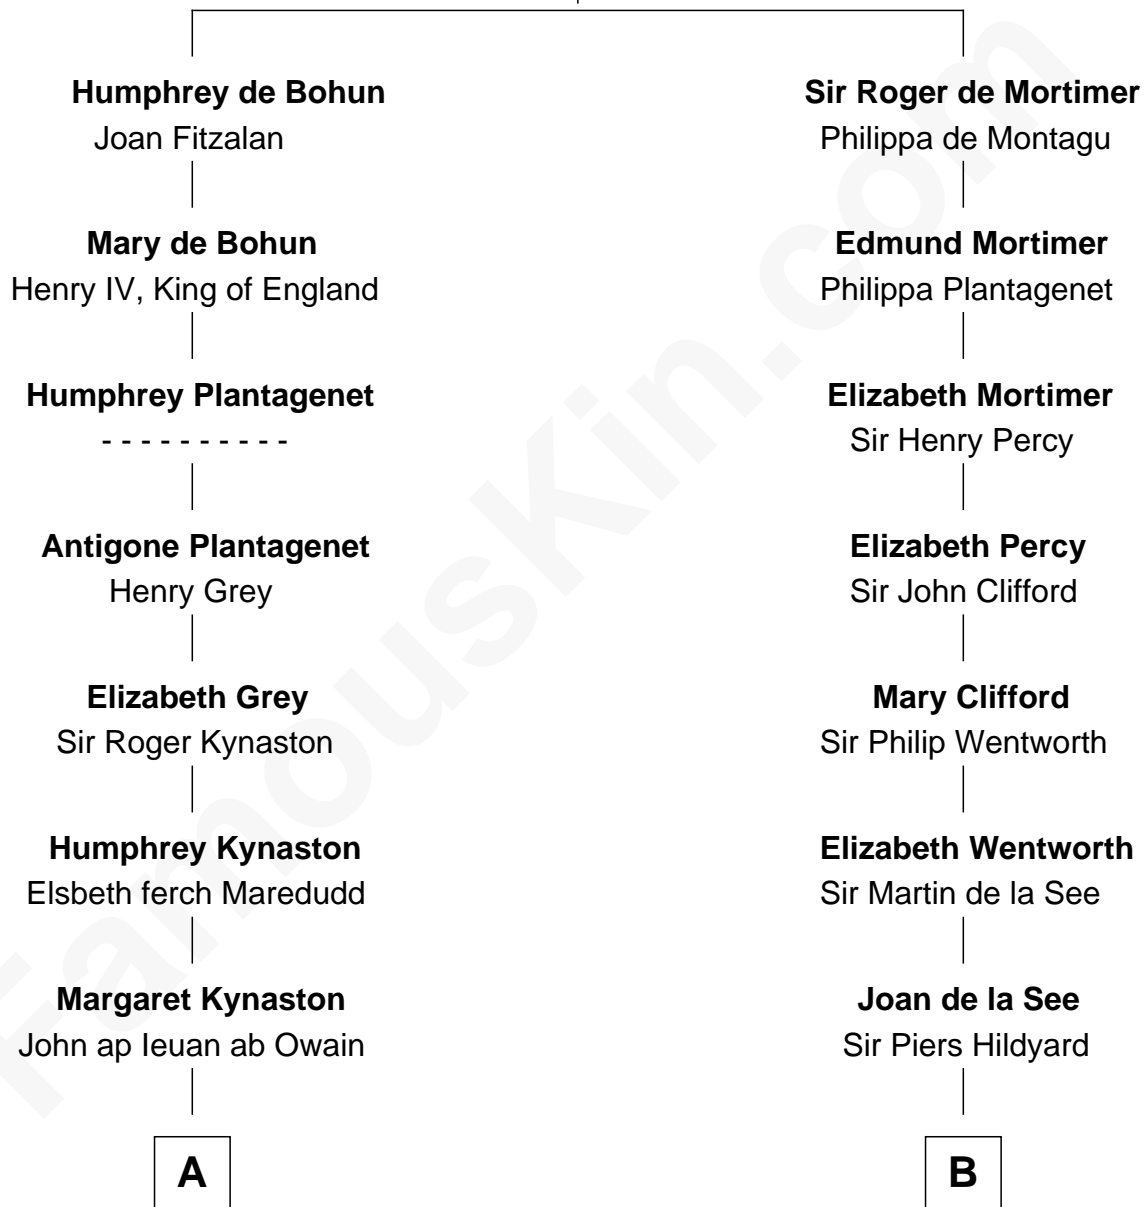 Humphrey de Bohun
Joan Fitzalan
Mary de Bohun
Henry IV, King of England
Humphrey Plantagenet
- - - - - - - - - -
Antigone Plantagenet
Henry Grey
Elizabeth Grey
Sir Roger Kynaston
Humphrey Kynaston
Elsbeth ferch Maredudd
Margaret Kynaston
John ap Ieuan ab Owain
A
Sir Roger de Mortimer
Philippa de Montagu
Edmund Mortimer
Philippa Plantagenet
Elizabeth Mortimer
Sir Henry Percy
Elizabeth Percy
Sir John Clifford
Mary Clifford
Sir Philip Wentworth
Elizabeth Wentworth
Sir Martin de la See
Joan de la See
Sir Piers Hildyard
B
FamousKin.com